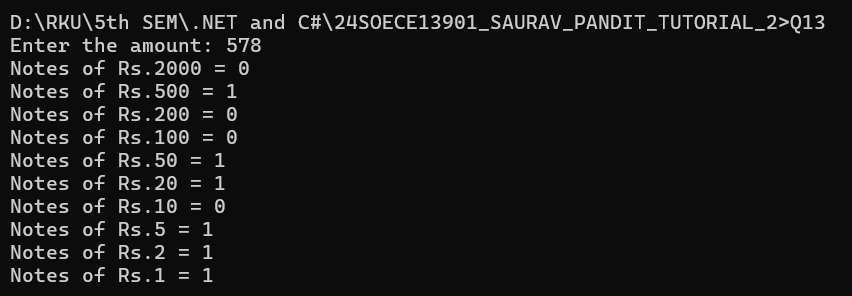 D:\RKU\5th SEM\.NET and C#\24SOECE13901_SAURAV_PANDIT_TUTORIAL_2>Q13
Enter the amount: 578
Notes of Rs.2000 = 0
Notes of Rs.500 = 1
Notes of Rs.200 = 0
Notes of Rs.100 = 0
Notes of Rs.50 = 1
Notes of Rs.20 = 1
Notes of Rs.10 = 0
Notes of Rs.5 = 1
Notes of Rs.2 = 1
Notes of Rs.1 = 1